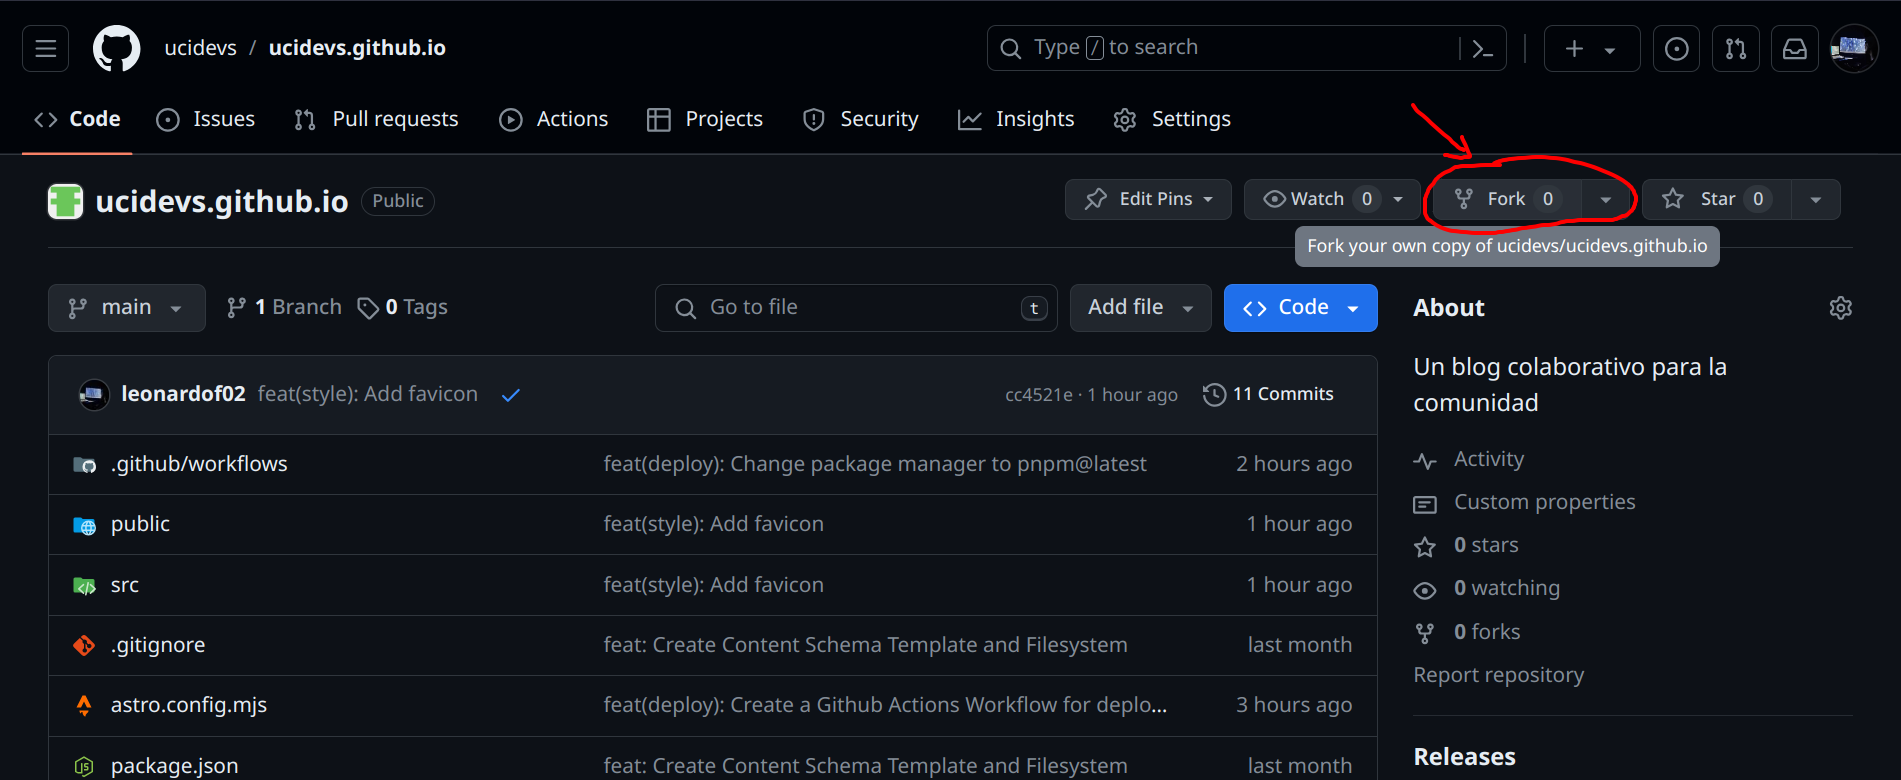 ucidevs / ucidevs.github.io
Type / to search
Code Issues Pull requests Actions Projects Security Insights Settings
ucidevs.github.io Public
Edit Pins Watch 0 Fork 0 Star 0
Fork your own copy of ucidevs/ucidevs.github.io
main 1 Branch 0 Tags
Go to file t
Add file
Code
leonardof02 feat(style): Add favicon cc4521e · 1 hour ago 11 Commits
.github/workflows feat(deploy): Change package manager to pnpm@latest 2 hours ago
public feat(style): Add favicon 1 hour ago
src feat(style): Add favicon 1 hour ago
.gitignore feat: Create Content Schema Template and Filesystem last month
astro.config.mjs feat(deploy): Create a Github Actions Workflow for deplo... 3 hours ago
package.json feat: Create Content Schema Template and Filesystem last month
About
Un blog colaborativo para la
comunidad
Activity
Custom properties
0 stars
0 watching
0 forks
Report repository
Releases